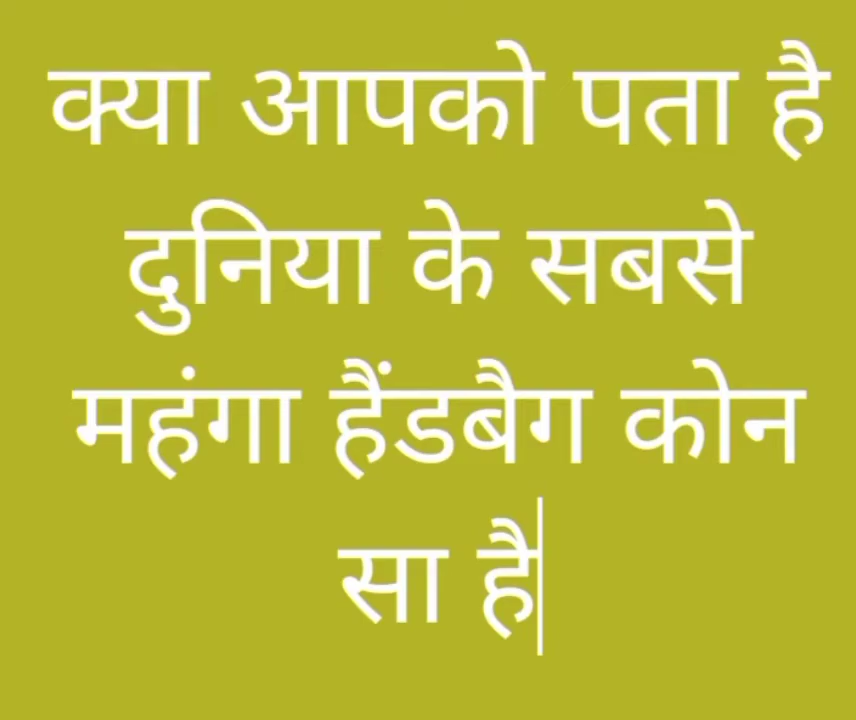 क्या आपको पता है
दुनिया के सबसे
महंगा हैंडबैग कोन
सा है